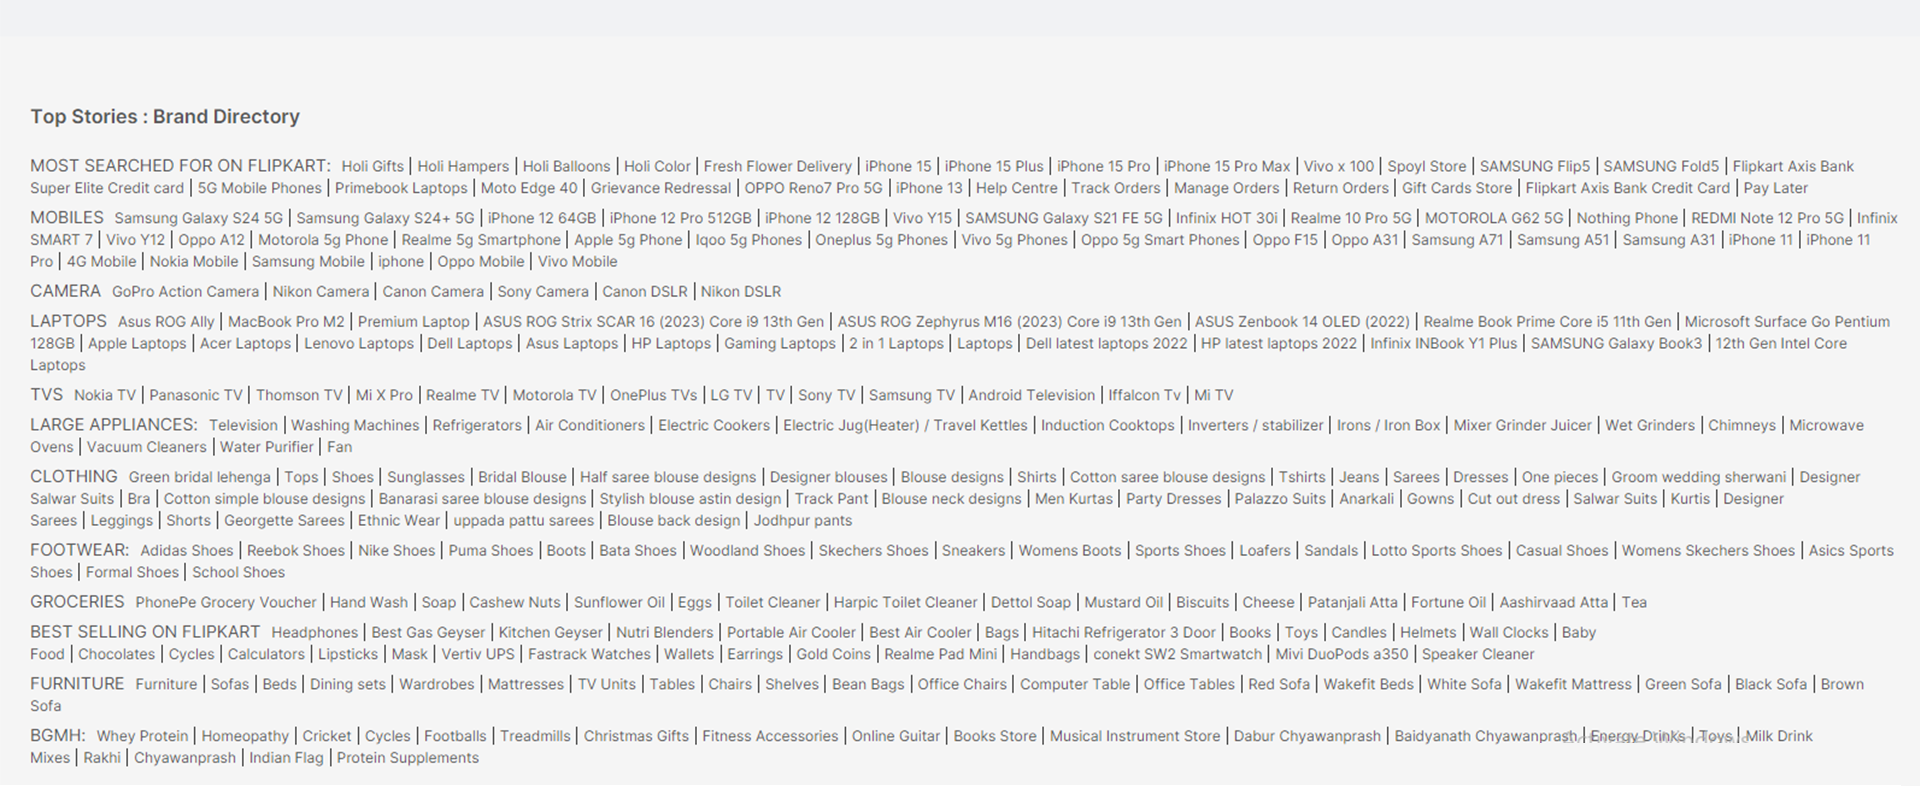 Top Stories : Brand Directory
MOST SEARCHED FOR ON FLIPKART: Holi Gifts | Holi Hampers | Holi Balloons | Holi Color | Fresh Flower Delivery | iPhone 15 | iPhone 15 Plus | iPhone 15 Pro | iPhone 15 Pro Max | Vivo x 100 | Spoyl Store | SAMSUNG Flip5 | SAMSUNG Fold5 | Flipkart Axis Bank
Super Elite Credit card | 5G Mobile Phones | Primebook Laptops | Moto Edge 40 | Grievance Redressal | OPPO Reno7 Pro 5G | iPhone 13 | Help Centre | Track Orders | Manage Orders | Return Orders | Gift Cards Store | Flipkart Axis Bank Credit Card | Pay Later
MOBILES Samsung Galaxy S24 5G | Samsung Galaxy S24+ 5G | iPhone 12 64GB | iPhone 12 Pro 512GB | iPhone 12 128GB | Vivo Y15 | SAMSUNG Galaxy S21 FE 5G | Infinix HOT 30i | Realme 10 Pro 5G | MOTOROLA G62 5G | Nothing Phone | REDMI Note 12 Pro 5G | Infinix
SMART 7 | Vivo Y12 | Oppo A12 | Motorola 5g Phone | Realme 5g Smartphone | Apple 5g Phone | Iqoo 5g Phones | Oneplus 5g Phones | Vivo 5g Phones | Oppo 5g Smart Phones | Oppo F15 | Oppo A31 | Samsung A71 | Samsung A51 | Samsung A31 | iPhone 11 | iPhone 11
Pro | 4G Mobile | Nokia Mobile | Samsung Mobile | iphone | Oppo Mobile | Vivo Mobile
CAMERA GoPro Action Camera | Nikon Camera | Canon Camera | Sony Camera | Canon DSLR | Nikon DSLR
LAPTOPS Asus ROG Ally | MacBook Pro M2 | Premium Laptop | ASUS ROG Strix SCAR 16 (2023) Core i9 13th Gen | ASUS ROG Zephyrus M16 (2023) Core i9 13th Gen | ASUS Zenbook 14 OLED (2022) | Realme Book Prime Core i5 11th Gen | Microsoft Surface Go Pentium
128GB | Apple Laptops | Acer Laptops | Lenovo Laptops | Dell Laptops | Asus Laptops | HP Laptops | Gaming Laptops | 2 in 1 Laptops | Laptops | Dell latest laptops 2022 | HP latest laptops 2022 | Infinix INBook Y1 Plus | SAMSUNG Galaxy Book3 | 12th Gen Intel Core
Laptops
TVS Nokia TV | Panasonic TV | Thomson TV | Mi X Pro | Realme TV | Motorola TV | OnePlus TVs | LG TV | TV | Sony TV | Samsung TV | Android Television | Iffalcon Tv | Mi TV
LARGE APPLIANCES: Television | Washing Machines | Refrigerators | Air Conditioners | Electric Cookers | Electric Jug(Heater) / Travel Kettles | Induction Cooktops | Inverters / stabilizer | Irons / Iron Box | Mixer Grinder Juicer | Wet Grinders | Chimneys | Microwave
Ovens | Vacuum Cleaners | Water Purifier | Fan
CLOTHING Green bridal lehenga | Tops | Shoes | Sunglasses | Bridal Blouse | Half saree blouse designs | Designer blouses | Blouse designs | Shirts | Cotton saree blouse designs | Tshirts | Jeans | Sarees | Dresses | One pieces | Groom wedding sherwani | Designer
Salwar Suits | Bra | Cotton simple blouse designs | Banarasi saree blouse designs | Stylish blouse astin design | Track Pant | Blouse neck designs | Men Kurtas | Party Dresses | Palazzo Suits | Anarkali | Gowns | Cut out dress | Salwar Suits | Kurtis | Designer
Sarees | Leggings | Shorts | Georgette Sarees | Ethnic Wear | uppada pattu sarees | Blouse back design | Jodhpur pants
FOOTWEAR: Adidas Shoes | Reebok Shoes | Nike Shoes | Puma Shoes | Boots | Bata Shoes | Woodland Shoes | Skechers Shoes | Sneakers | Womens Boots | Sports Shoes | Loafers | Sandals | Lotto Sports Shoes | Casual Shoes | Womens Skechers Shoes | Asics Sports
Shoes | Formal Shoes | School Shoes
GROCERIES PhonePe Grocery Voucher | Hand Wash | Soap | Cashew Nuts | Sunflower Oil | Eggs | Toilet Cleaner | Harpic Toilet Cleaner | Dettol Soap | Mustard Oil | Biscuits | Cheese | Patanjali Atta | Fortune Oil | Aashirvaad Atta | Tea
BEST SELLING ON FLIPKART Headphones | Best Gas Geyser | Kitchen Geyser | Nutri Blenders | Portable Air Cooler | Best Air Cooler | Bags | Hitachi Refrigerator 3 Door | Books | Toys | Candles | Helmets | Wall Clocks | Baby
Food | Chocolates | Cycles | Calculators | Lipsticks | Mask | Vertiv UPS | Fastrack Watches | Wallets | Earrings | Gold Coins | Realme Pad Mini | Handbags | conekt SW2 Smartwatch | Mivi DuoPods a350 | Speaker Cleaner
FURNITURE Furniture | Sofas | Beds | Dining sets | Wardrobes | Mattresses | TV Units | Tables | Chairs | Shelves | Bean Bags | Office Chairs | Computer Table | Office Tables | Red Sofa | Wakefit Beds | White Sofa | Wakefit Mattress | Green Sofa | Black Sofa | Brown
Sofa
BGMH: Whey Protein | Homeopathy | Cricket | Cycles | Footballs | Treadmills | Christmas Gifts | Fitness Accessories | Online Guitar | Books Store | Musical Instrument Store | Dabur Chyawanprash | Baidyanath Chyawanprash | Energy Drinks | Toys | Milk Drink
Mixes | Rakhi | Chyawanprash | Indian Flag | Protein Supplements